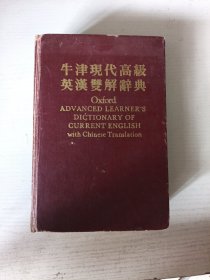 牛津現代高級
英漢雙解辭典
Oxford
ADVANCED LEARNER'S
DICTIONARY OF
CURRENT ENGLISH
with Chinese Translation